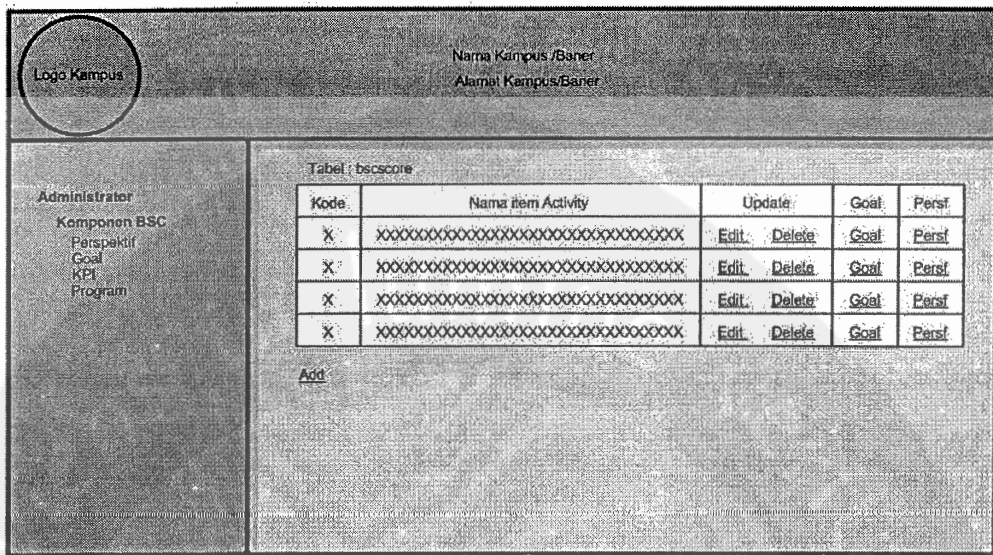 Logo Kampus
Nama Kampus /Baner
Alamat Kampus/Baner
Administrator
Komponen BSC
Perspektif
Goal
KPI
Program
Tabel : bscscore
Kode Nama item Activity Update Goal Persf
X XXXXXXXXXXXXXXXXXXXXXXXXXXXXXXXXX Edit Delete Goal Persf
X XXXXXXXXXXXXXXXXXXXXXXXXXXXXXXXXX Edit Delete Goal Persf
X XXXXXXXXXXXXXXXXXXXXXXXXXXXXXXXXX Edit Delete Goal Persf
X XXXXXXXXXXXXXXXXXXXXXXXXXXXXXXXXX Edit Delete Goal Persf
Add